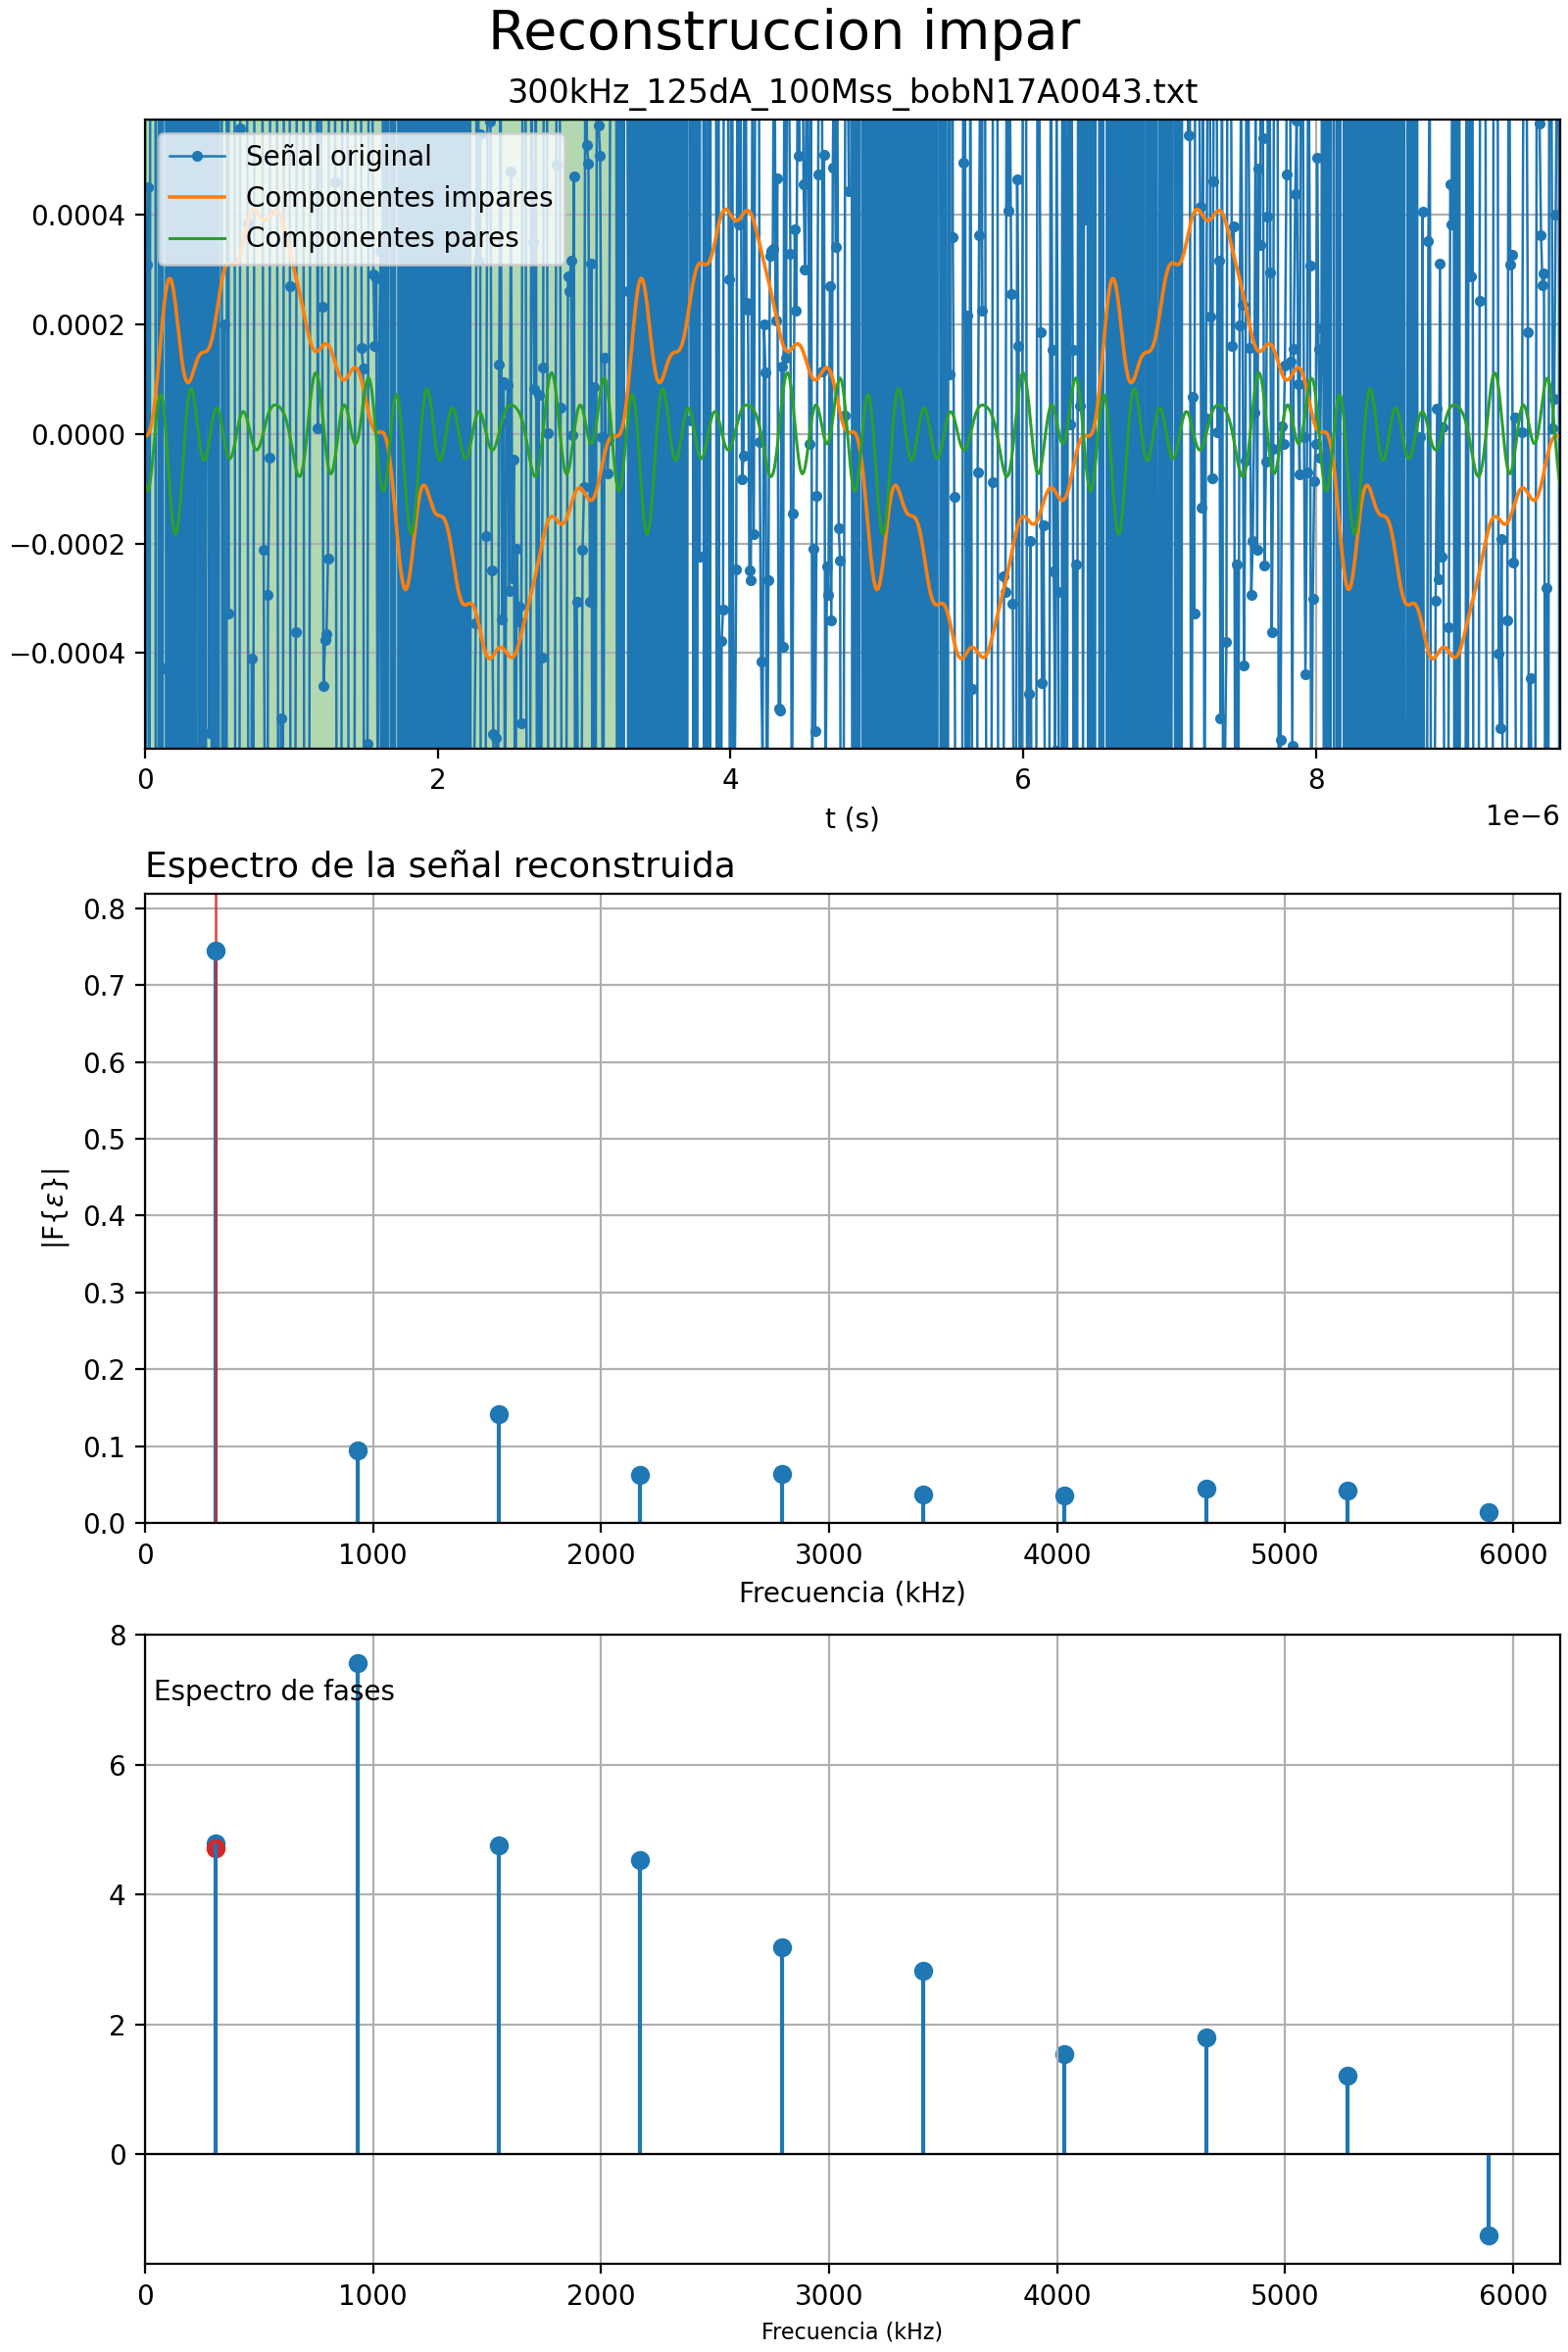 Reconstruccion impar
300kHz_125dA_100Mss_bobN17A0043.txt
Señal original
Componentes impares
Componentes pares
0.0004
0.0002
0.0000
−0.0002
−0.0004
0 2 4 6 8
1e−6
t (s)
Espectro de la señal reconstruida
0.8
0.7
0.6
0.5
0.4
0.3
0.2
0.1
0.0
|F{ε}|
0 1000 2000 3000 4000 5000 6000
Frecuencia (kHz)
8
Espectro de fases
6
4
2
0
0 1000 2000 3000 4000 5000 6000
Frecuencia (kHz)